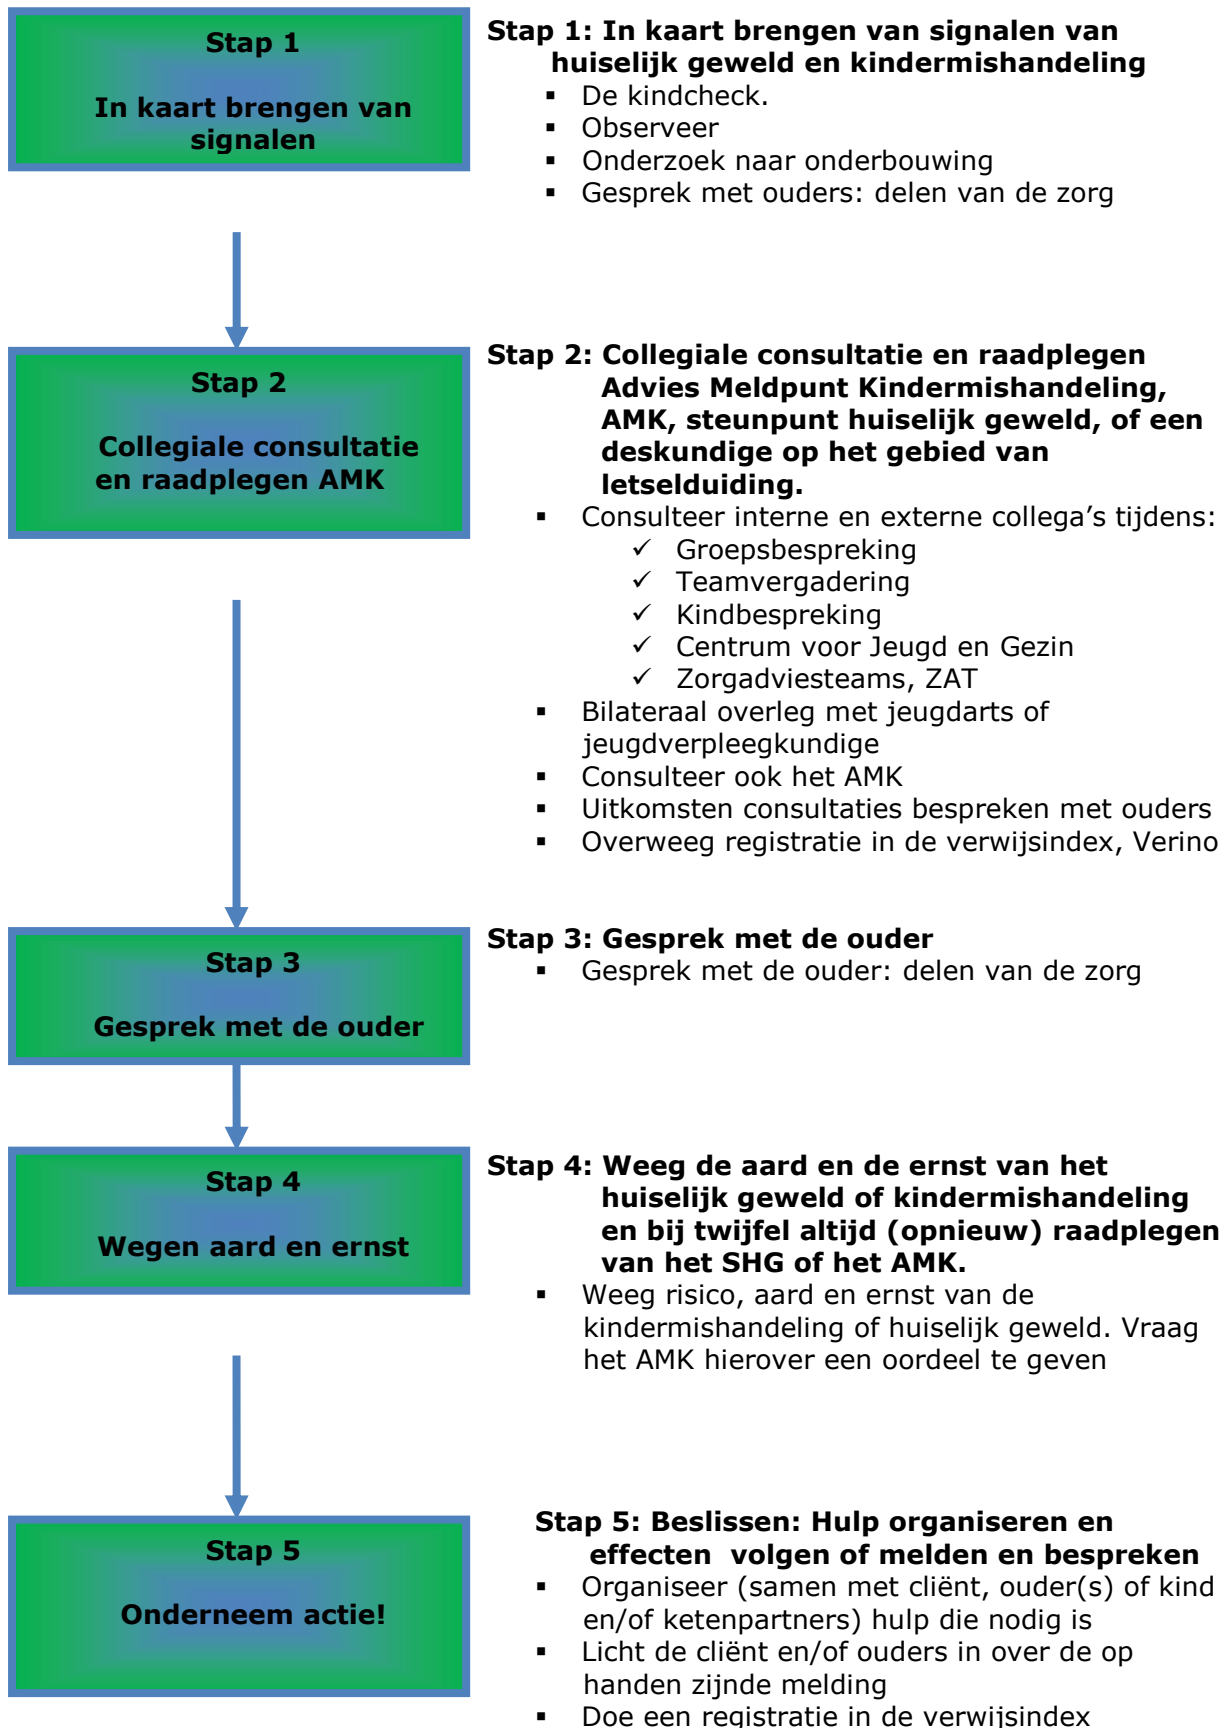 Stap 1
In kaart brengen van
signalen
Stap 1: In kaart brengen van signalen van
huiselijk geweld en kindermishandeling
▪ De kindcheck.
▪ Observeer
▪ Onderzoek naar onderbouwing
▪ Gesprek met ouders: delen van de zorg
Stap 2
Collegiale consultatie
en raadplegen AMK
Stap 2: Collegiale consultatie en raadplegen
Advies Meldpunt Kindermishandeling,
AMK, steunpunt huiselijk geweld, of een
deskundige op het gebied van
letselduiding.
▪ Consulteer interne en externe collega’s tijdens:
✓ Groepsbespreking
✓ Teamvergadering
✓ Kindbespreking
✓ Centrum voor Jeugd en Gezin
✓ Zorgadviesteams, ZAT
▪ Bilateraal overleg met jeugdarts of
jeugdverpleegkundige
▪ Consulteer ook het AMK
▪ Uitkomsten consultaties bespreken met ouders
▪ Overweeg registratie in de verwijsindex, Verino
Stap 3
Gesprek met de ouder
Stap 3: Gesprek met de ouder
▪ Gesprek met de ouder: delen van de zorg
Stap 4
Wegen aard en ernst
Stap 4: Weeg de aard en de ernst van het
huiselijk geweld of kindermishandeling
en bij twijfel altijd (opnieuw) raadplegen
van het SHG of het AMK.
▪ Weeg risico, aard en ernst van de
kindermishandeling of huiselijk geweld. Vraag
het AMK hierover een oordeel te geven
Stap 5
Onderneem actie!
Stap 5: Beslissen: Hulp organiseren en
effecten volgen of melden en bespreken
▪ Organiseer (samen met cliënt, ouder(s) of kind
en/of ketenpartners) hulp die nodig is
▪ Licht de cliënt en/of ouders in over de op
handen zijnde melding
▪ Doe een registratie in de verwijsindex